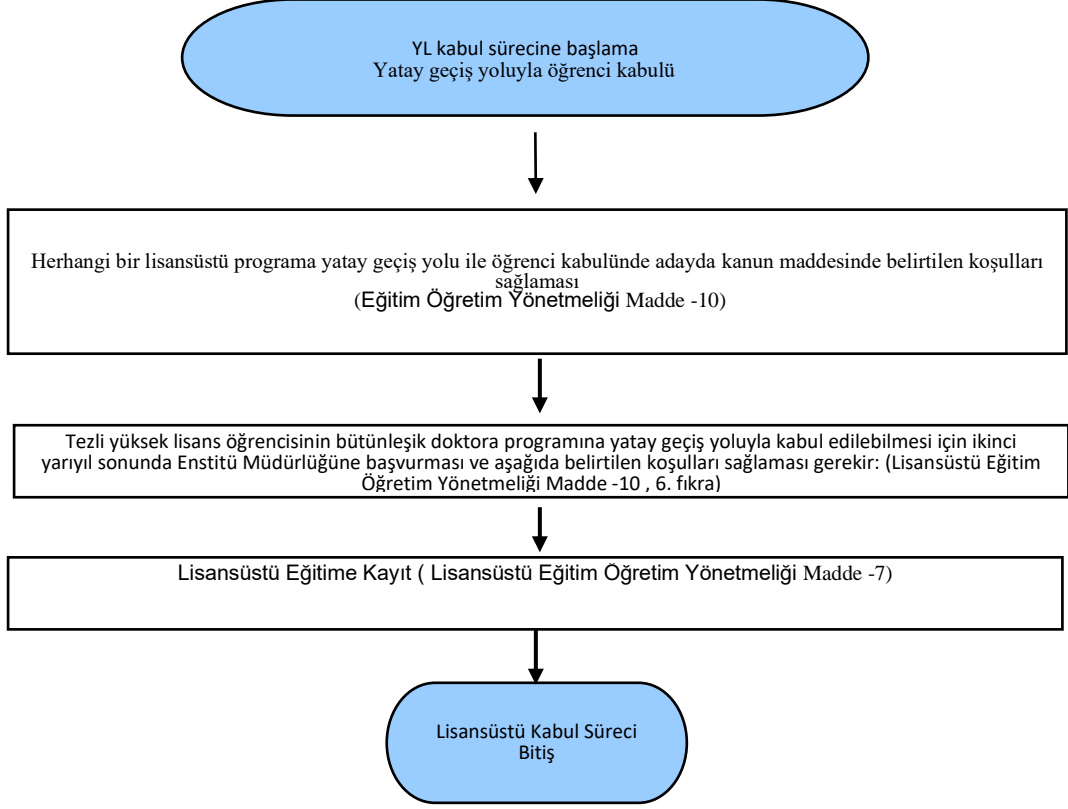 YL kabul sürecine başlama
Yatay geçiş yoluyla öğrenci kabulü
Herhangi bir lisansüstü programa yatay geçiş yolu ile öğrenci kabulünde adayda kanun maddesinde belirtilen koşulları
sağlaması
(Eğitim Öğretim Yönetmeliği Madde -10)
Tezli yüksek lisans öğrencisinin bütünleşik doktora programına yatay geçiş yoluyla kabul edilebilmesi için ikinci
yarıyıl sonunda Enstitü Müdürlüğüne başvurması ve aşağıda belirtilen koşulları sağlaması gerekir: (Lisansüstü Eğitim
Öğretim Yönetmeliği Madde -10 , 6. fıkra)
Lisansüstü Eğitime Kayıt ( Lisansüstü Eğitim Öğretim Yönetmeliği Madde -7)
Lisansüstü Kabul Süreci
Bitiş